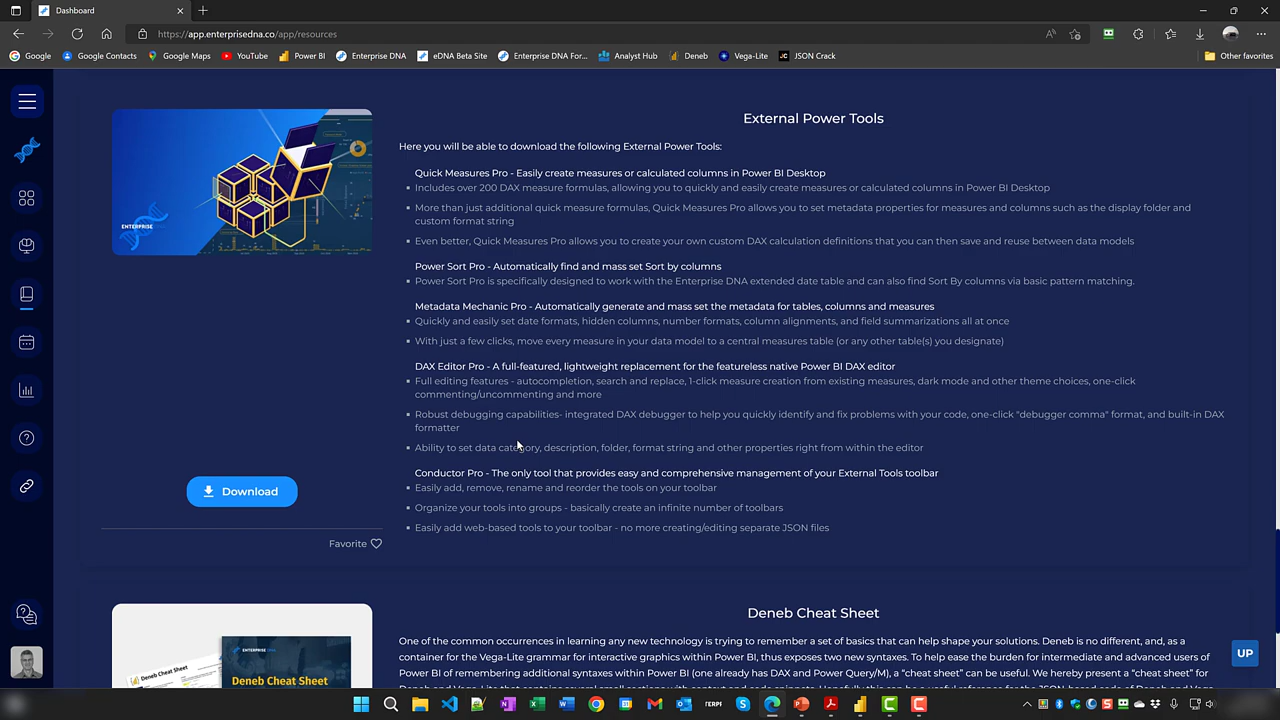 Dashboard
https://app.enterprisedna.co/app/resources
Google
Google Contacts
Google Maps
YouTube
Power BI
Enterprise DNA
eDNA Beta Site
Enterprise DNA For...
Analyst Hub
Deneb
Vega-Lite
JSON Crack
Other favorites
ENTERPRISE
External Power Tools
Here you will be able to download the following External Power Tools:
Quick Measures Pro - Easily create measures or calculated columns in Power BI Desktop
▪ Includes over 200 DAX measure formulas, allowing you to quickly and easily create measures or calculated columns in Power BI Desktop
▪ More than just additional quick measure formulas, Quick Measures Pro allows you to set metadata properties for measures and columns such as the display folder and
custom format string
▪ Even better, Quick Measures Pro allows you to create your own custom DAX calculation definitions that you can then save and reuse between data models
Power Sort Pro - Automatically find and mass set Sort by columns
▪ Power Sort Pro is specifically designed to work with the Enterprise DNA extended date table and can also find Sort By columns via basic pattern matching.
Metadata Mechanic Pro - Automatically generate and mass set the metadata for tables, columns and measures
▪ Quickly and easily set date formats, hidden columns, number formats, column alignments, and field summarizations all at once
▪ With just a few clicks, move every measure in your data model to a central measures table (or any other table(s) you designate)
DAX Editor Pro - A full-featured, lightweight replacement for the featureless native Power BI DAX editor
▪ Full editing features - autocompletion, search and replace, 1-click measure creation from existing measures, dark mode and other theme choices, one-click
commenting/uncommenting and more
▪ Robust debugging capabilities- integrated DAX debugger to help you quickly identify and fix problems with your code, one-click "debugger comma" format, and built-in DAX
formatter
▪ Ability to set data category, description, folder, format string and other properties right from within the editor
Conductor Pro - The only tool that provides easy and comprehensive management of your External Tools toolbar
▪ Easily add, remove, rename and reorder the tools on your toolbar
▪ Organize your tools into groups - basically create an infinite number of toolbars
▪ Easily add web-based tools to your toolbar - no more creating/editing separate JSON files
Download
Favorite
Deneb Cheat Sheet
One of the common occurrences in learning any new technology is trying to remember a set of basics that can help shape your solutions. Deneb is no different, and, as a
container for the Vega-Lite grammar for interactive graphics within Power BI, thus exposes two new syntaxes. To help ease the burden for intermediate and advanced users of
Power BI of remembering additional syntaxes within Power BI (one already has DAX and Power Query/M), a "cheat sheet" can be useful. We hereby present a "cheat sheet" for
Deneb Cheat Sheet
ENTERPRISE DNA
Deneb Cheat Sheet
UP